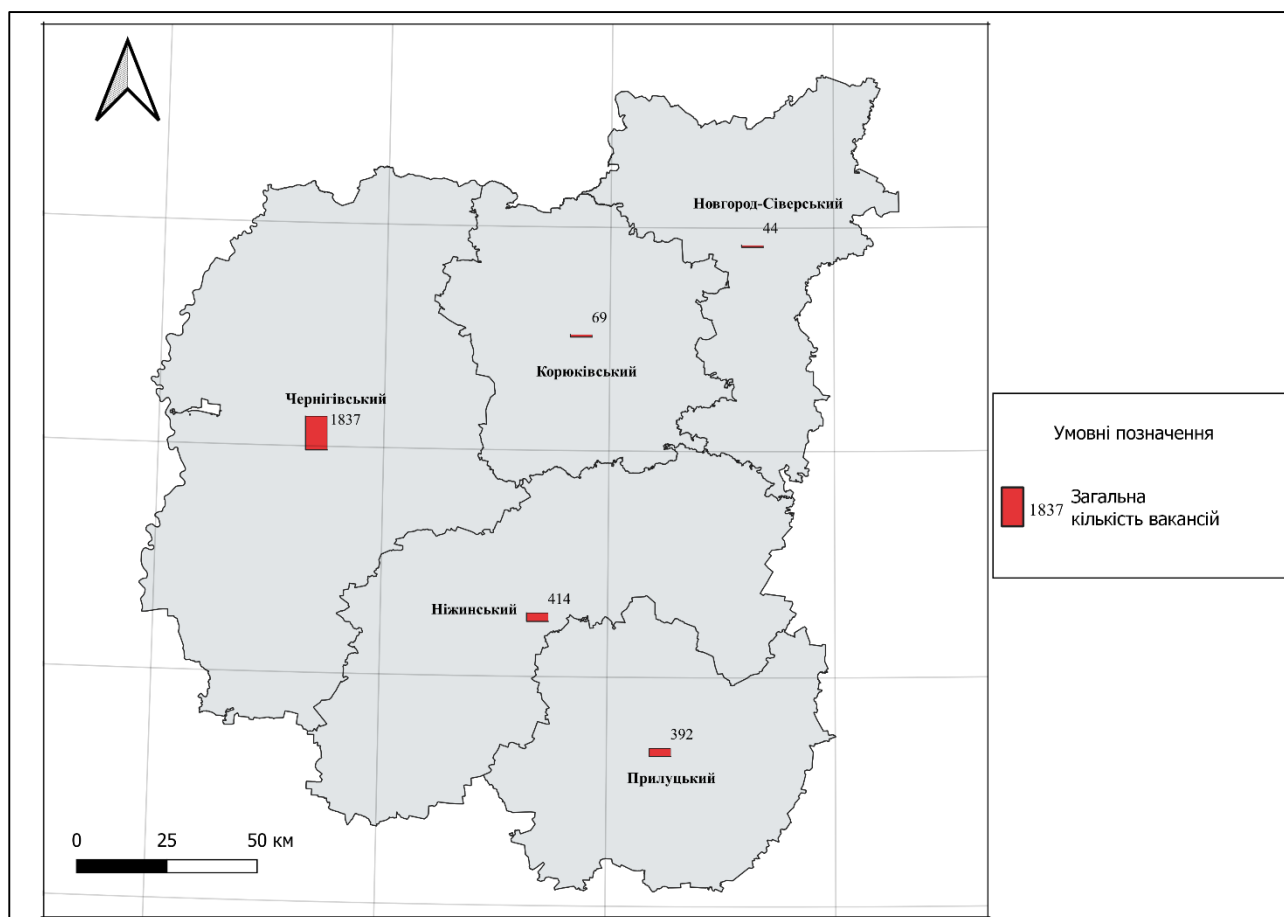 Новгород-Сіверський
44
69
Корюківський
Чернігівський
1837
Умовні позначення
1837 Загальна
кількість вакансій
414
Ніжинський
392
Прилуцький
0 25 50 км